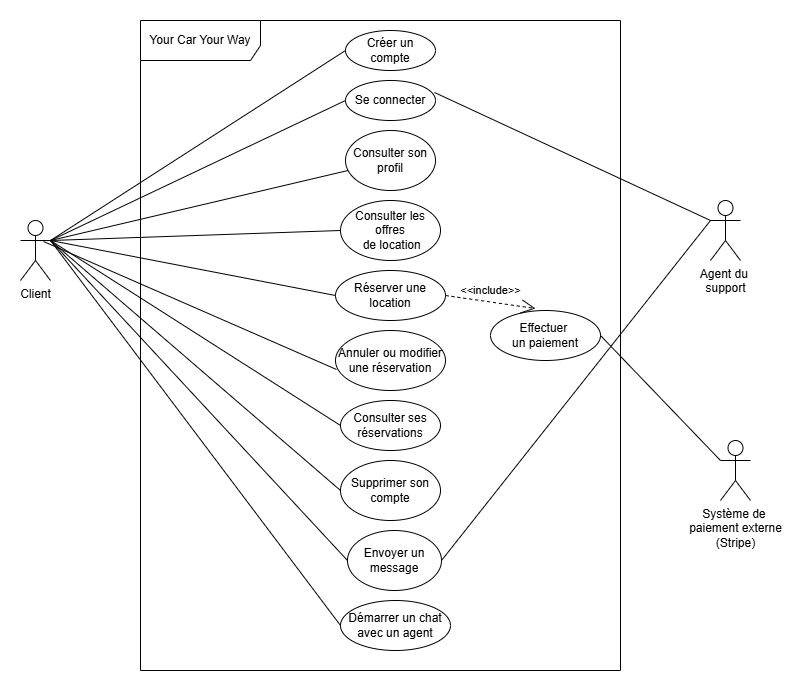 Your Car Your Way
Créer un
compte
Se connecter
Consulter son
profil
Consulter les
offres
de location
Réserver une
location
<<include>>
Effectuer
un paiement
Annuler ou modifier
une réservation
Consulter ses
réservations
Supprimer son
compte
Envoyer un
message
Démarrer un chat
avec un agent
Client
Agent du
support
Système de
paiement externe
(Stripe)